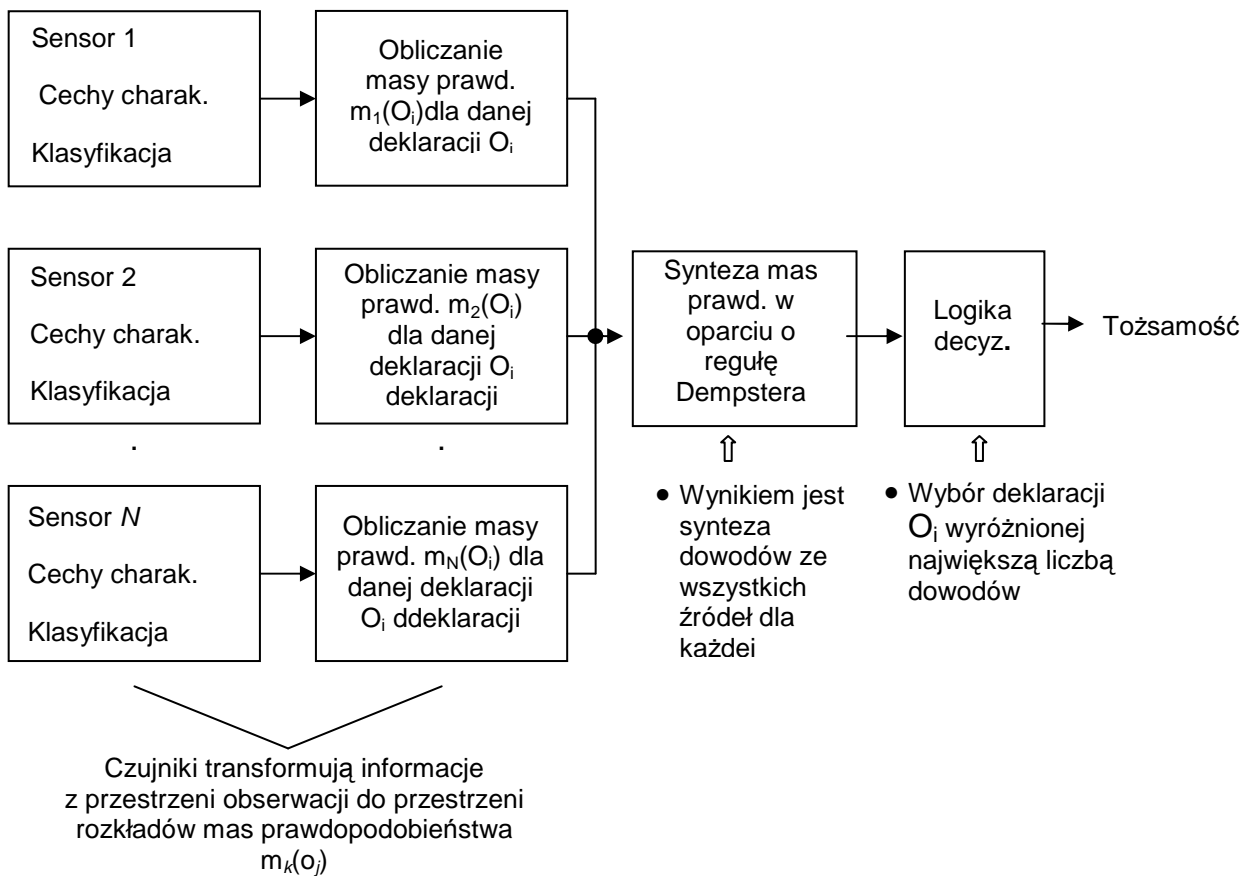 Sensor 1
Cechy charak.
Klasyfikacja
Obliczanie
masy prawd.
m₁(Oᵢ)dla danej
deklaracji Oᵢ
Sensor 2
Cechy charak.
Klasyfikacja
Obliczanie masy
prawd. m₂(Oᵢ)
dla danej
deklaracji Oᵢ
deklaracji
.
.
Sensor N
Cechy charak.
Klasyfikacja
Obliczanie masy
prawd. m_N(Oᵢ) dla
danej deklaracji
Oᵢ ddeklaracji
Synteza mas
prawd. w
oparciu o
regułę
Dempstera
Logika
decyz.
Tożsamość
⇑
⇑
• Wynikiem jest
synteza
dowodów ze
wszystkich
źródeł dla
każdei
• Wybór deklaracji
Oᵢ wyróżnionej
największą liczbą
dowodów
Czujniki transformują informacje
z przestrzeni obserwacji do przestrzeni
rozkładów mas prawdopodobieństwa
mₖ(oⱼ)